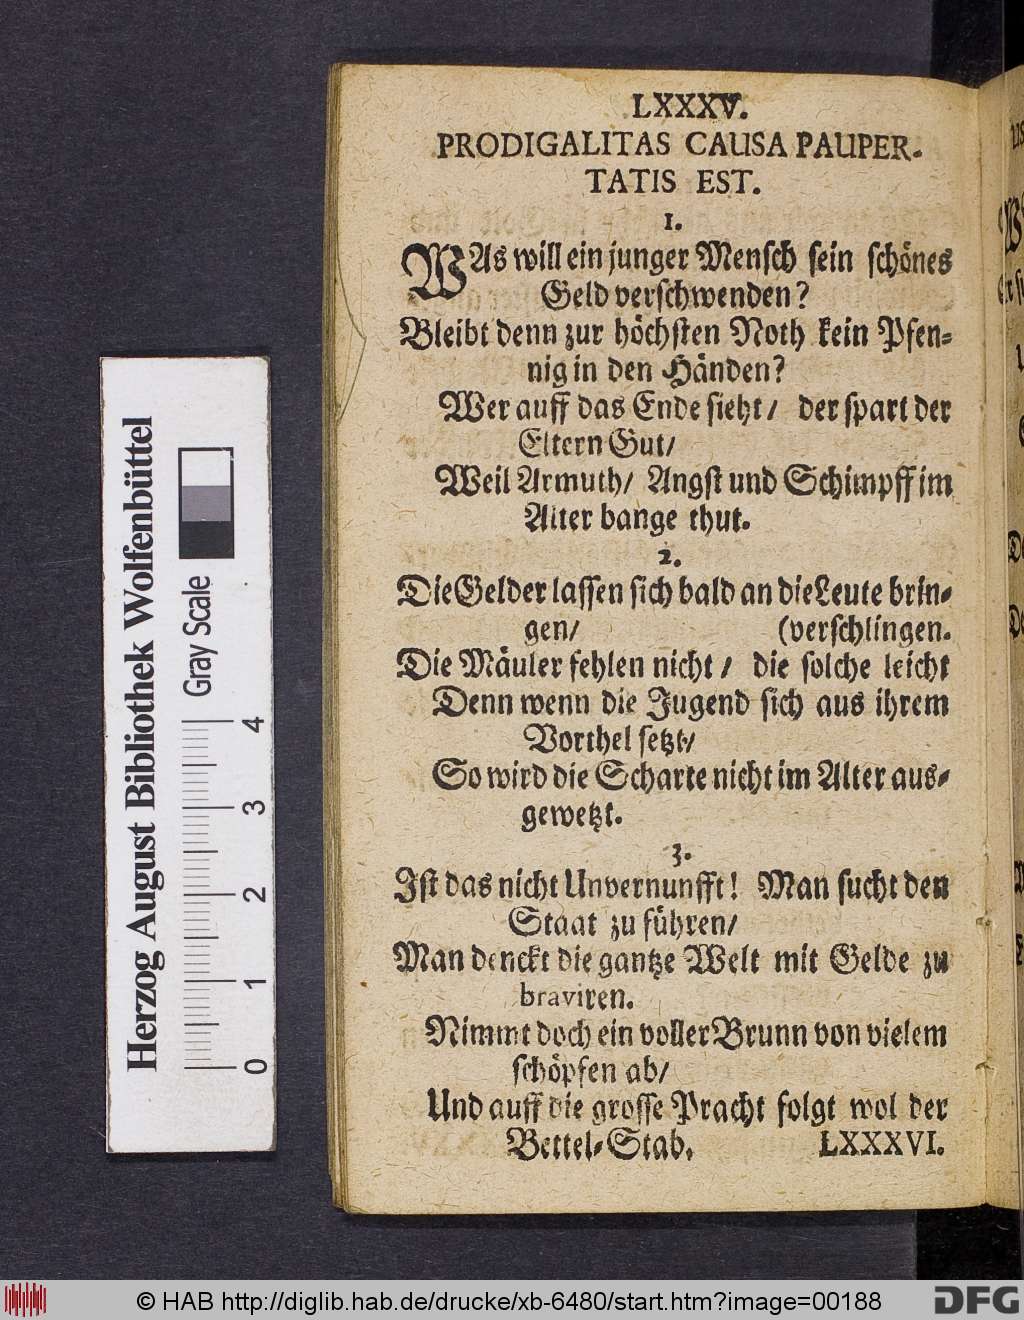 LXXXV.
PRODIGALITAS CAUSA PAUPER-
TATIS EST.
1.
WAs will ein junger Mensch sein schönes
Geld verschwenden?
Bleibt denn zur höchsten Noth kein Pfen-
nig in den Händen?
Wer auff das Ende sieht / der spart der
Eltern Gut/
Weil Armuth/ Angst und Schimpff im
Alter bange thut.
2.
Die Gelder lassen sich bald an die Leute brin-
gen/ (verschlingen.
Die Mäuler fehlen nicht / die solche leicht
Denn wenn die Jugend sich aus ihrem
Vorthel setzt/
So wird die Scharte nicht im Alter aus-
gewetzt.
3.
Ist das nicht Unvernunfft! Man sucht den
Staat zu führen/
Man denckt die gantze Welt mit Gelde zu
braviren.
Nimmt doch ein voller Brunn von vielem
schöpfen ab/
Und auff die grosse Pracht folgt wol der
Bettel-Stab. LXXXVI.
Herzog August Bibliothek Wolfenbüttel
Gray Scale
0 1 2 3 4
© HAB http://diglib.hab.de/drucke/xb-6480/start.htm?image=00188
DFG